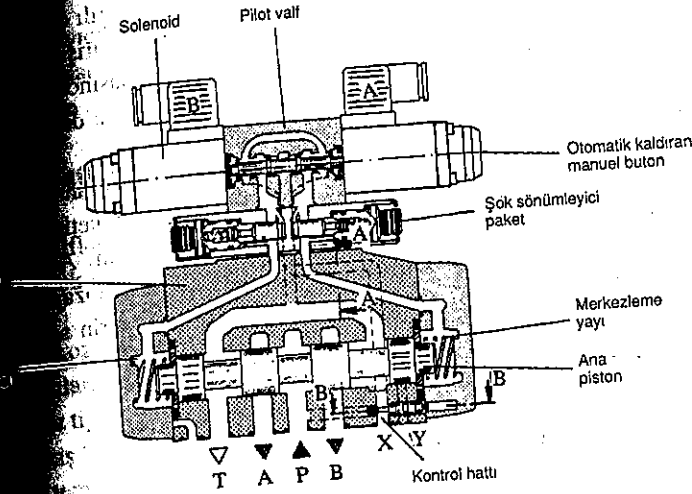 Solenoid
Pilot valf
B
A
Otomatik kaldıran
manuel buton
Şok sönümleyici
paket
A
A
Merkezleme
yayı
Ana
piston
B
B
X
Y
T
A
P
B
Kontrol hattı